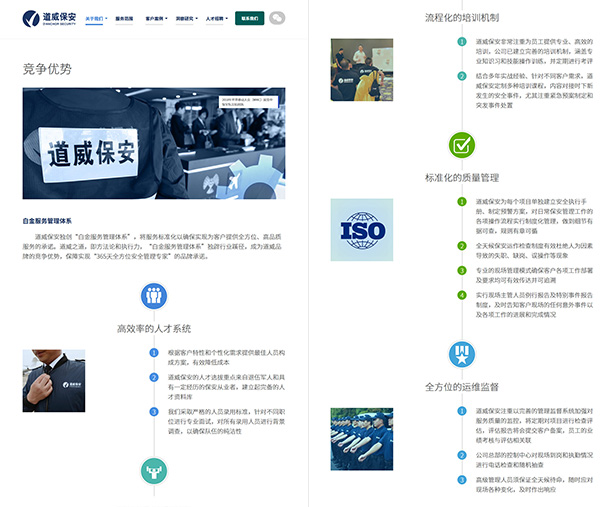 道威保安
DAWCHOR SECURITY
关于我们
服务范围
客户案例
洞察研究
人才招聘
联系我们
竞争优势
道威保安
白金服务管理体系
道威保安独创“白金服务管理体系”，将服务标准化以确保实现为客户提供全方位、高品质
服务的承诺。道威之道，即方法论和执行力。“白金服务管理体系”独辟行业蹊径，成为道威品
牌的竞争优势，保障实现“365天全方位安全管理专家”的品牌承诺。
高效率的人才系统
1 根据客户特性和个性化需求提供最佳人员构
成方案，有效降低成本
2 道威保安的人才选拔重点来自退伍军人和具
有一定经历的保安从业者，建立起完备的人
才资料库
3 我们采取严格的人员录用标准，针对不同职
位进行专业面试，对所有录用人员进行背景
调查，以确保队伍的纯洁性
流程化的培训机制
1 道威保安非常注重为员工提供专业、高效的
培训，公司已建立完善的培训机制，涵盖专
业知识和技能操作训练，并定期进行考评
2 结合多年实战经验、针对不同客户需求，道
威保安定制多种培训课程，内容对接时下新
发生的安全事件，尤其注重紧急预案制定和
突发事件处置
标准化的质量管理
ISO
1 道威保安为每个项目单独建立安全执行手
册、制定预警方案，对日常保安管理工作的
各项操作流程实行制度化管理，做到细节有
据可查，规则有章可循
2 全天候保安运作检查制度有效杜绝人为因素
导致的失职、缺岗、误操作等现象
3 专业的现场管理模式确保客户各项工作部署
及要求均可有效传达并可追溯
4 实行现场主管人员例行报告及特别事件报告
制度，及时告知客户现场的任何意外事件以
及各项工作的进展和完成情况
全方位的运维监督
1 道威保安注重以完善的管理监督系统加强对
服务质量的监控，将定期对项目进行检查评
估，评估报告将会提交客户备案，员工的业
绩考核与评估相关联
2 公司总部的控制中心对现场到岗和执勤情况
进行电话检查和随机抽查
3 高级管理人员须保证全天候待命，随时应对
现场各种变化，及时作出响应